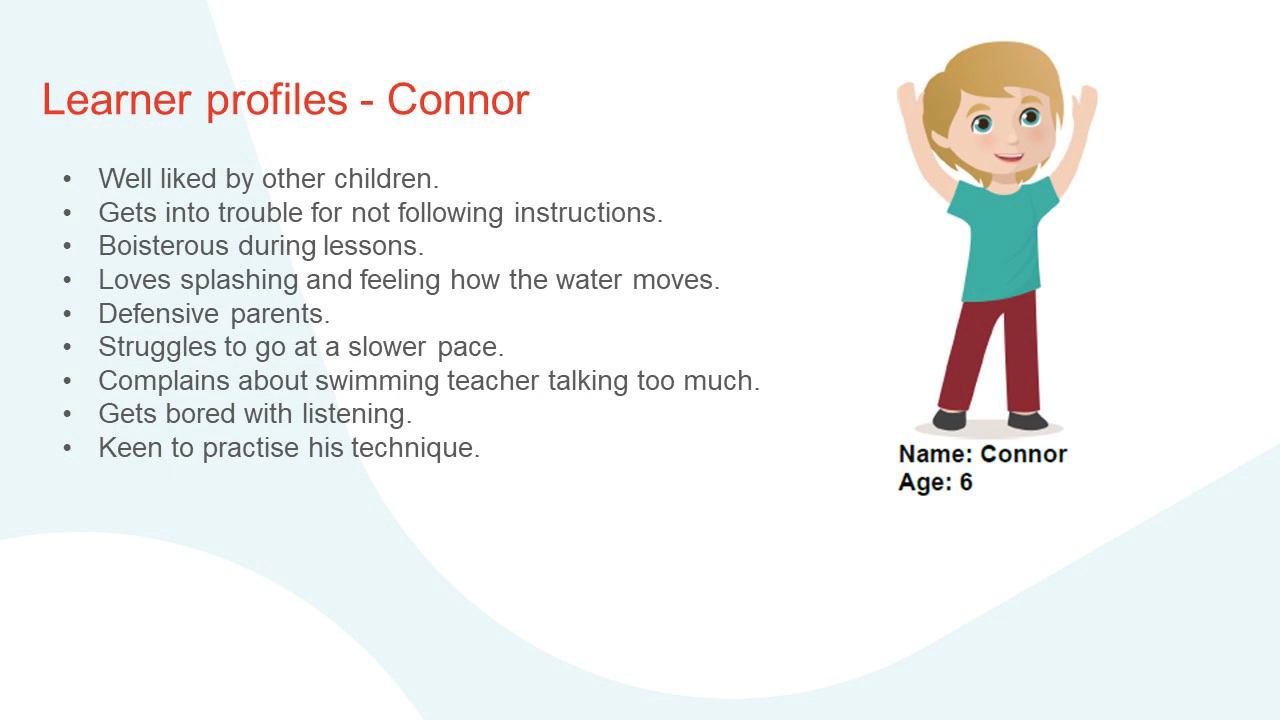 Learner profiles - Connor
• Well liked by other children.
• Gets into trouble for not following instructions.
• Boisterous during lessons.
• Loves splashing and feeling how the water moves.
• Defensive parents.
• Struggles to go at a slower pace.
• Complains about swimming teacher talking too much.
• Gets bored with listening.
• Keen to practise his technique.
Name: Connor
Age: 6